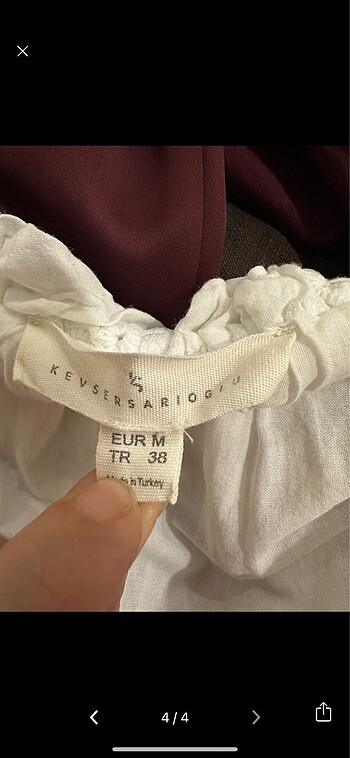 KEVSERSARIOGLU
EUR M
TR 38
Made in Turkey
4/4